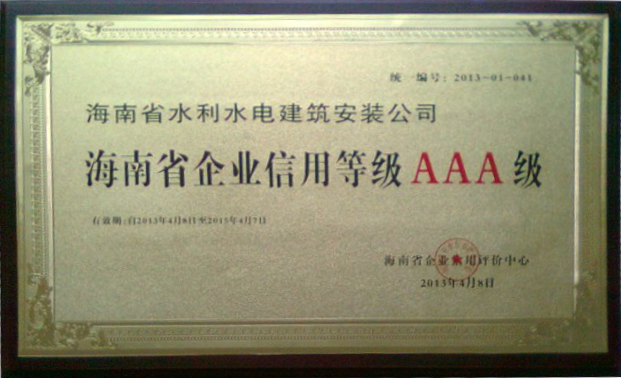 统一编号：2013-01-041
海南省水利水电建筑安装公司
海南省企业信用等级AAA级
有效期：自2013年4月8日至2015年4月7日
海南省企业信用评价中心
2013年4月8日